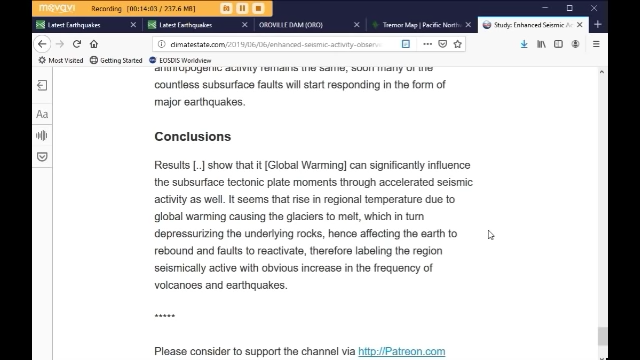 movavi
Recording ( 00:14:03 / 237.6 MB )
Latest Earthquakes
Latest Earthquakes
OROVILLE DAM (ORO)
Tremor Map | Pacific North
Study: Enhanced Seismic Ac
climatestate.com/2019/06/06/enhanced-seismic-activity-observe
Most Visited
Getting Started
EOSDIS Worldview
anthropogenic activity remains the same, soon many of the
countless subsurface faults will start responding in the form of
major earthquakes.
Aa
Conclusions
Results [..] show that it [Global Warming] can significantly influence
the subsurface tectonic plate moments through accelerated seismic
activity as well. It seems that rise in regional temperature due to
global warming causing the glaciers to melt, which in turn
depressurizing the underlying rocks, hence affecting the earth to
rebound and faults to reactivate, therefore labeling the region
seismically active with obvious increase in the frequency of
volcanoes and earthquakes.
*****
Please consider to support the channel via http://Patreon.com